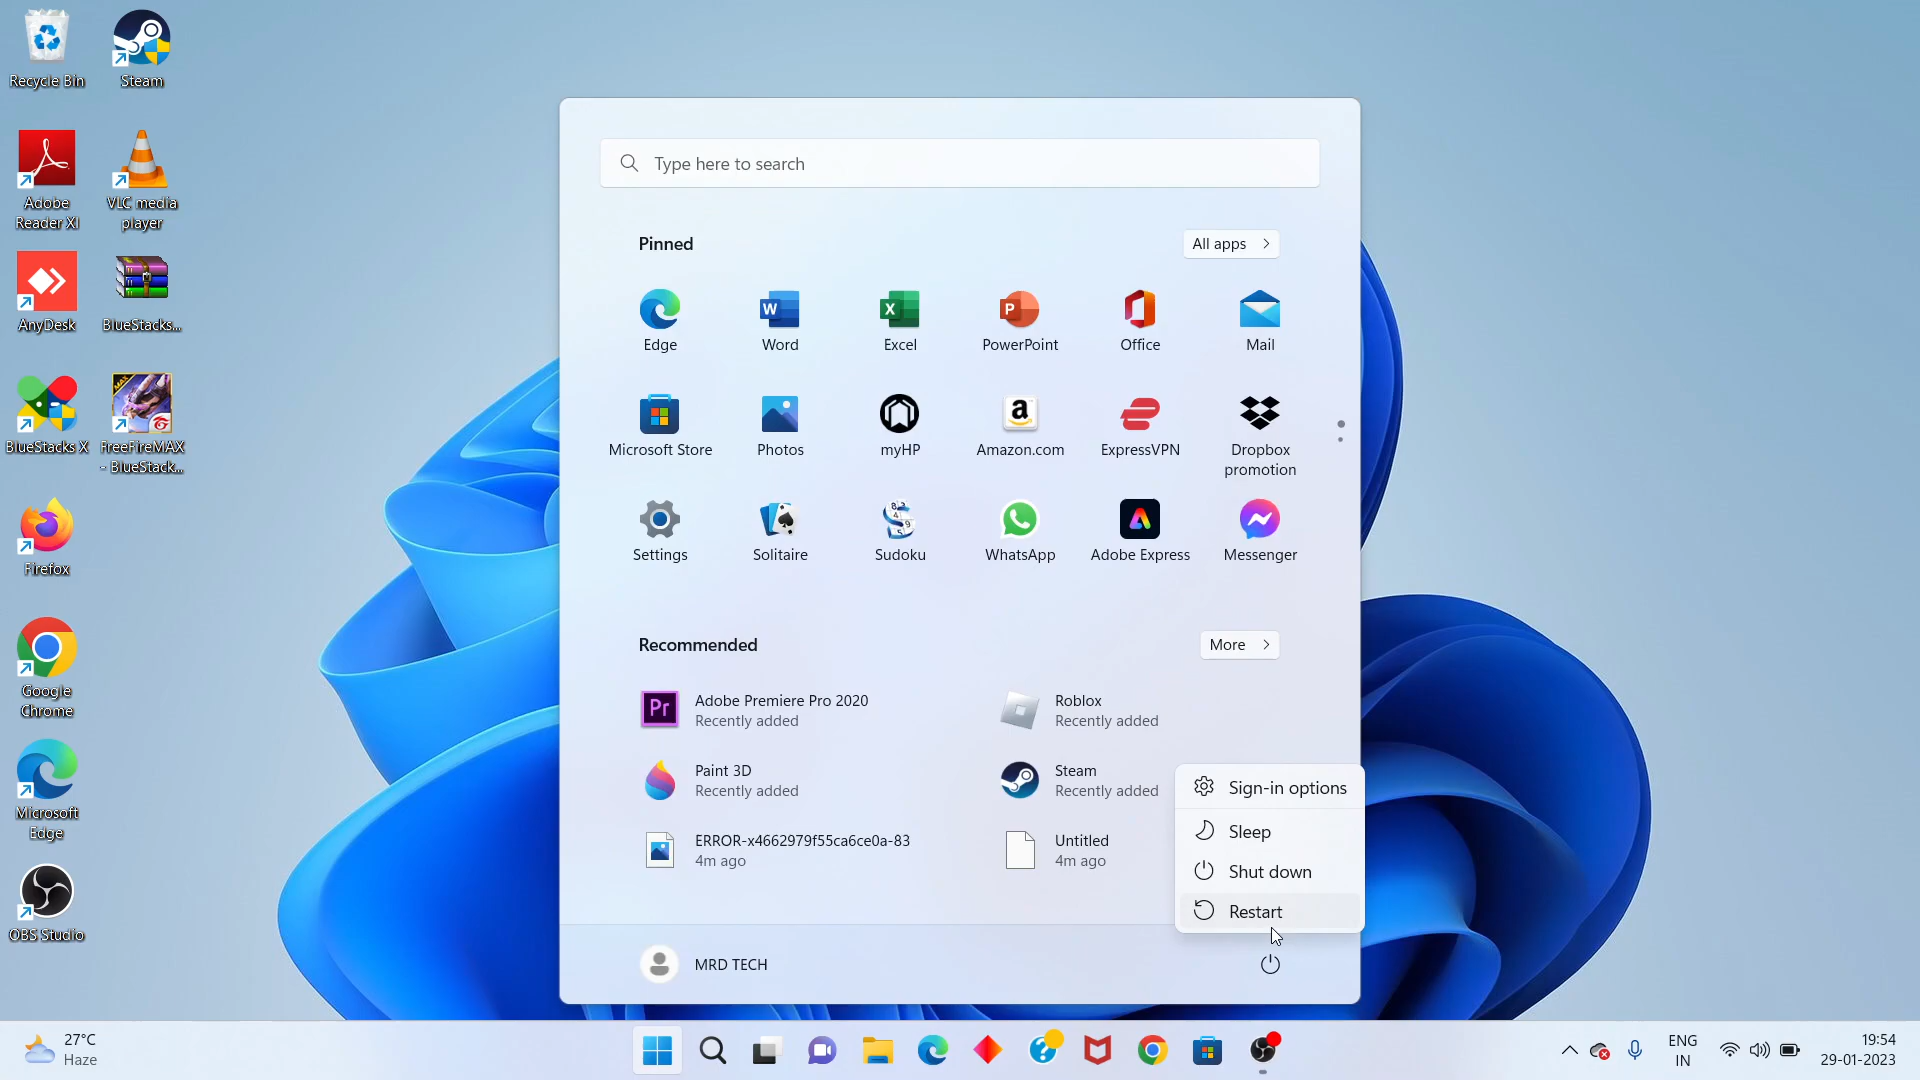 Recycle Bin
Steam
Adobe
Reader XI
VLC media
player
AnyDesk
BlueStacks...
BlueStacks X
FreeFireMAX
- BlueStack...
Firefox
Google
Chrome
Microsoft
Edge
OBS Studio
Type here to search
Pinned
All apps
Edge
Word
Excel
PowerPoint
Office
Mail
Microsoft Store
Photos
myHP
Amazon.com
ExpressVPN
Dropbox
promotion
Settings
Solitaire
Sudoku
WhatsApp
Adobe Express
Messenger
Recommended
More
Adobe Premiere Pro 2020
Recently added
Roblox
Recently added
Paint 3D
Recently added
Steam
Recently added
ERROR-x4662979f55ca6ce0a-83
4m ago
Untitled
4m ago
Sign-in options
Sleep
Shut down
Restart
MRD TECH
27°C
Haze
ENG
IN
19:54
29-01-2023